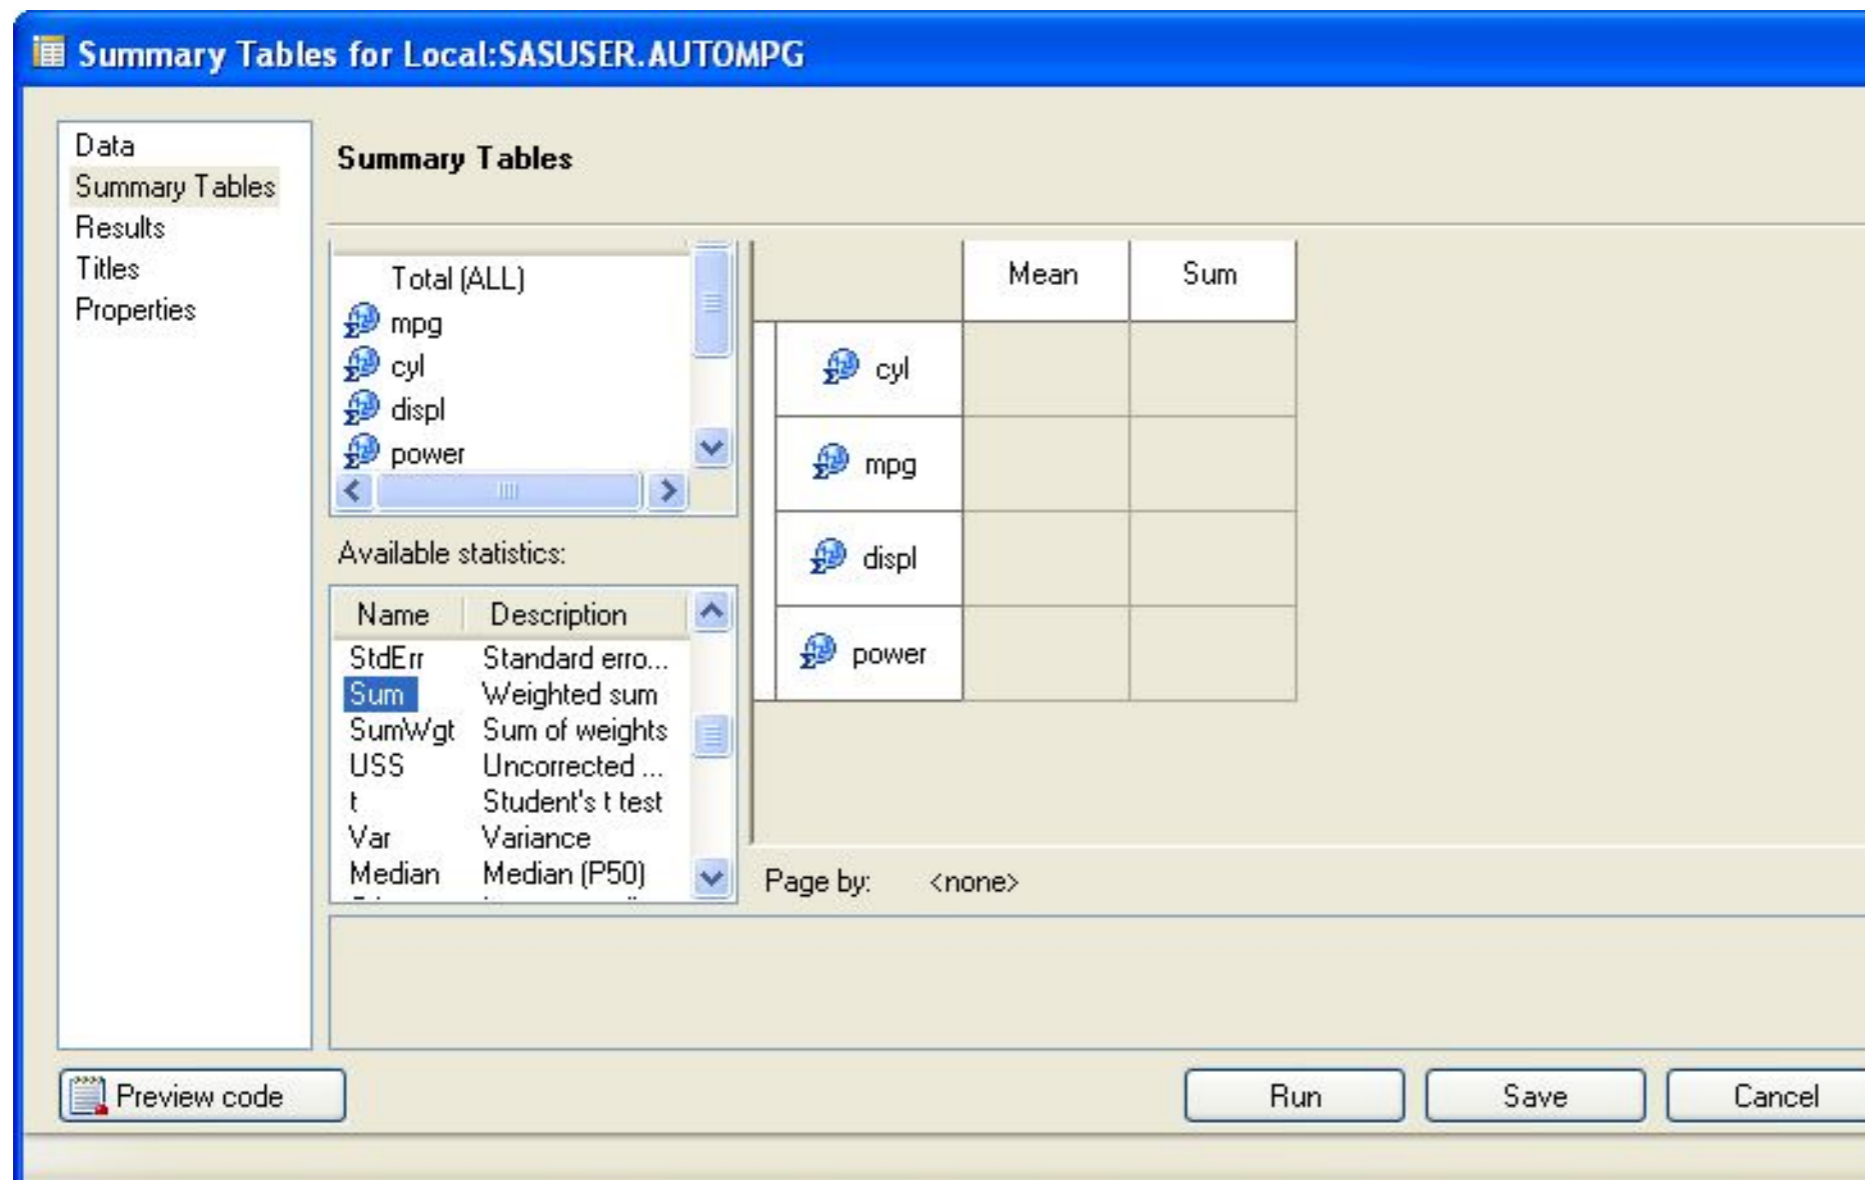 Summary Tables for Local:SASUSER.AUTOMPG
Data
Summary Tables
Results
Titles
Properties
Summary Tables
Total (ALL)
mpg
cyl
displ
power
Available statistics:
Name Description
StdErr Standard erro...
Sum Weighted sum
SumWgt Sum of weights
USS Uncorrected ...
t Student's t test
Var Variance
Median Median (P50)
Mean Sum
cyl
mpg
displ
power
Page by: <none>
Preview code
Run Save Cancel